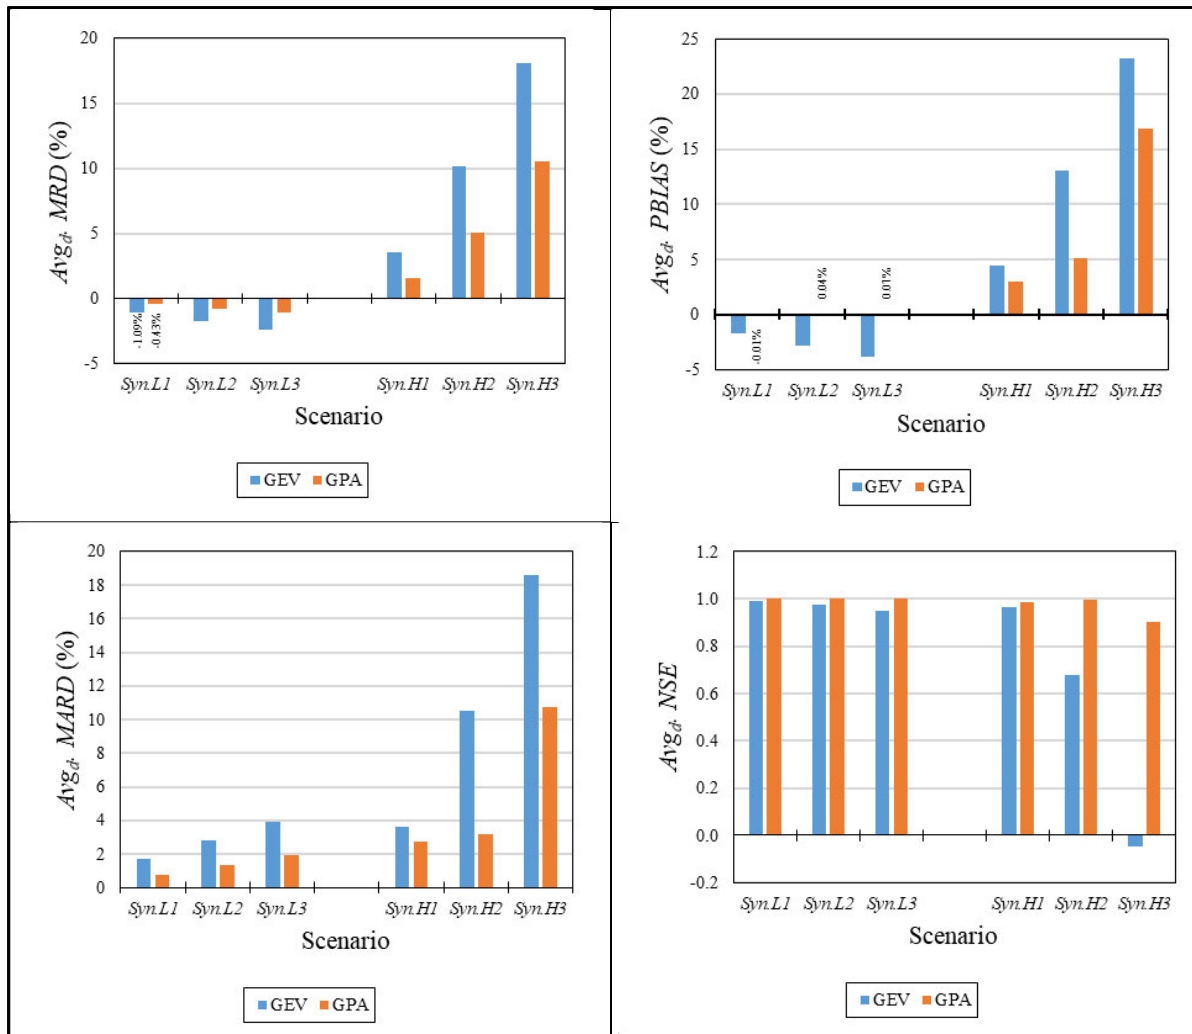 20
15
10
5
0
-5
Avg_d. MRD (%)
-1.09%
-0.43%
Syn.L1 Syn.L2 Syn.L3 Syn.H1 Syn.H2 Syn.H3
Scenario
GEV GPA
25
20
15
10
5
0
-5
Avg_d. PBIAS (%)
-0.01%
0.04%
0.01%
Syn.L1 Syn.L2 Syn.L3 Syn.H1 Syn.H2 Syn.H3
Scenario
GEV GPA
20
18
16
14
12
10
8
6
4
2
0
Avg_d. MARD (%)
Syn.L1 Syn.L2 Syn.L3 Syn.H1 Syn.H2 Syn.H3
Scenario
GEV GPA
1.2
1.0
0.8
0.6
0.4
0.2
0.0
-0.2
Avg_d. NSE
Syn.L1 Syn.L2 Syn.L3 Syn.H1 Syn.H2 Syn.H3
Scenario
GEV GPA